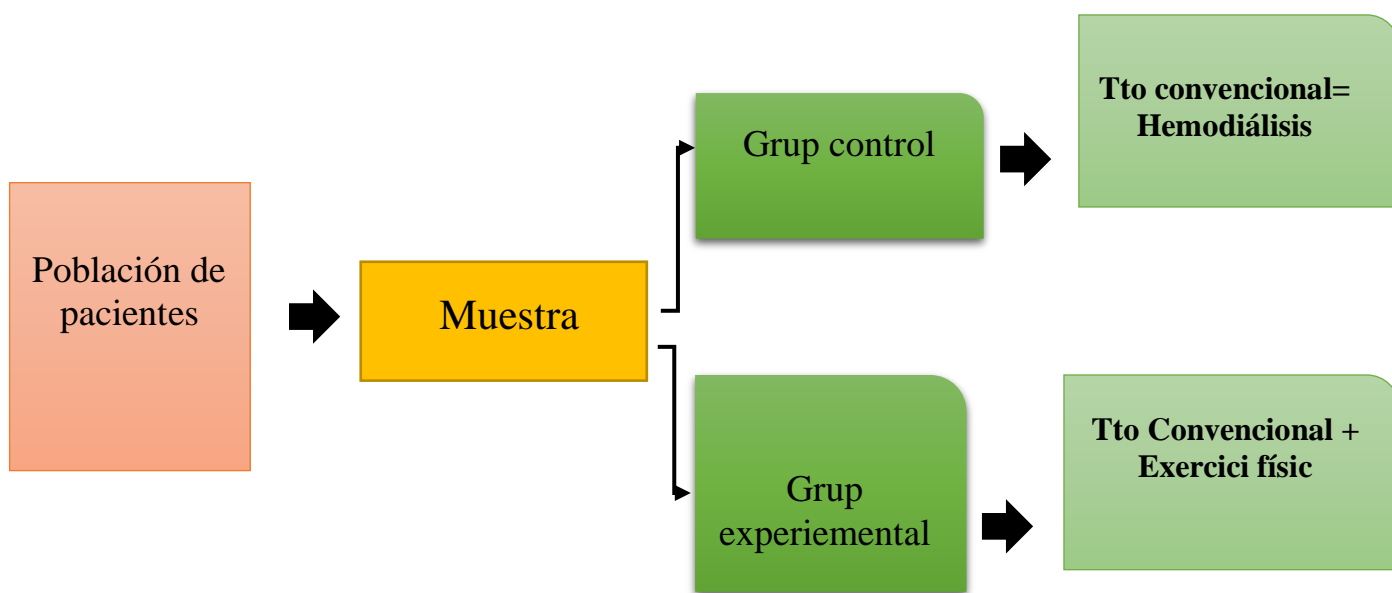 Población de
pacientes
Muestra
Grup control
Tto convencional=
Hemodiálisis
Grup
experiemental
Tto Convencional +
Exercici físic